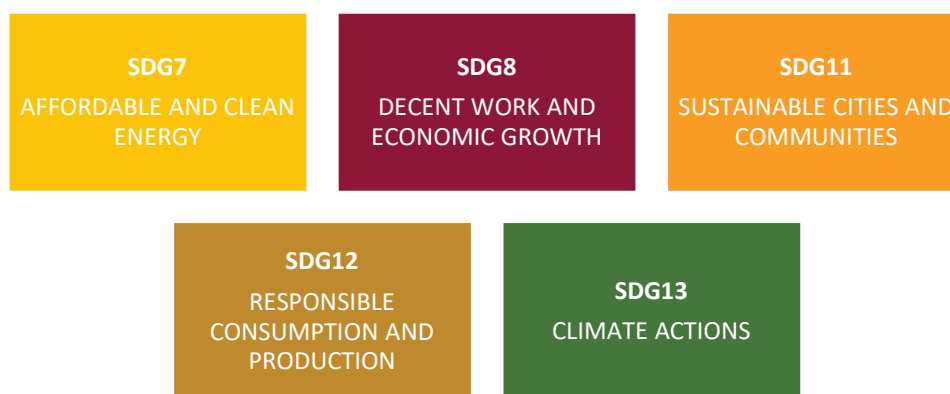 SDG7
AFFORDABLE AND CLEAN
ENERGY
SDG8
DECENT WORK AND
ECONOMIC GROWTH
SDG11
SUSTAINABLE CITIES AND
COMMUNITIES
SDG12
RESPONSIBLE
CONSUMPTION AND
PRODUCTION
SDG13
CLIMATE ACTIONS